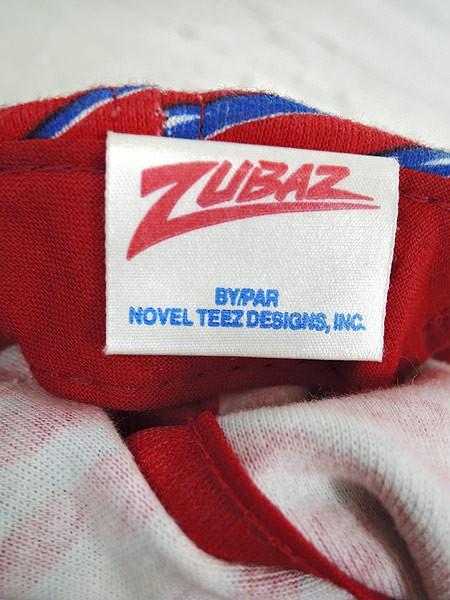 ZUBAZ
BY/PAR
NOVEL TEEZ DESIGNS, INC.